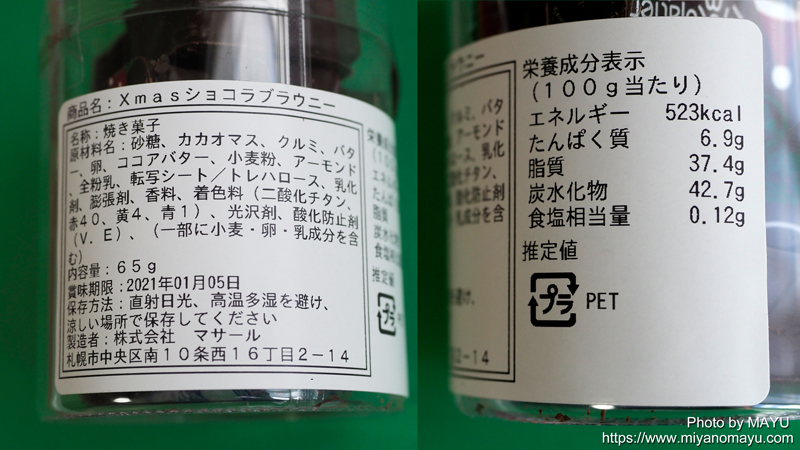 商品名：Ｘｍａｓショコラブラウニー
名称：焼き菓子
原材料名：砂糖、カカオマス、クルミ、バタ
ー、卵、ココアバター、小麦粉、アーモンド
、全粉乳、転写シート／トレハロース、乳化
剤、膨張剤、香料、着色料（二酸化チタン、
赤４０、黄４、青１）、光沢剤、酸化防止剤
（Ｖ．Ｅ）、（一部に小麦・卵・乳成分を含
む）
内容量：６５ｇ
賞味期限：2021年01月05日
保存方法：直射日光、高温多湿を避け、
涼しい場所で保存してください
製造者：株式会社　マサール
札幌市中央区南１０条西１６丁目２－１４
栄養成分表示
（１００ｇ当たり）
エネルギー 523kcal
たんぱく質 6.9g
脂質 37.4g
炭水化物 42.7g
食塩相当量 0.12g
推定値
プラ PET
Photo by MAYU
https://www.miyanomayu.com/